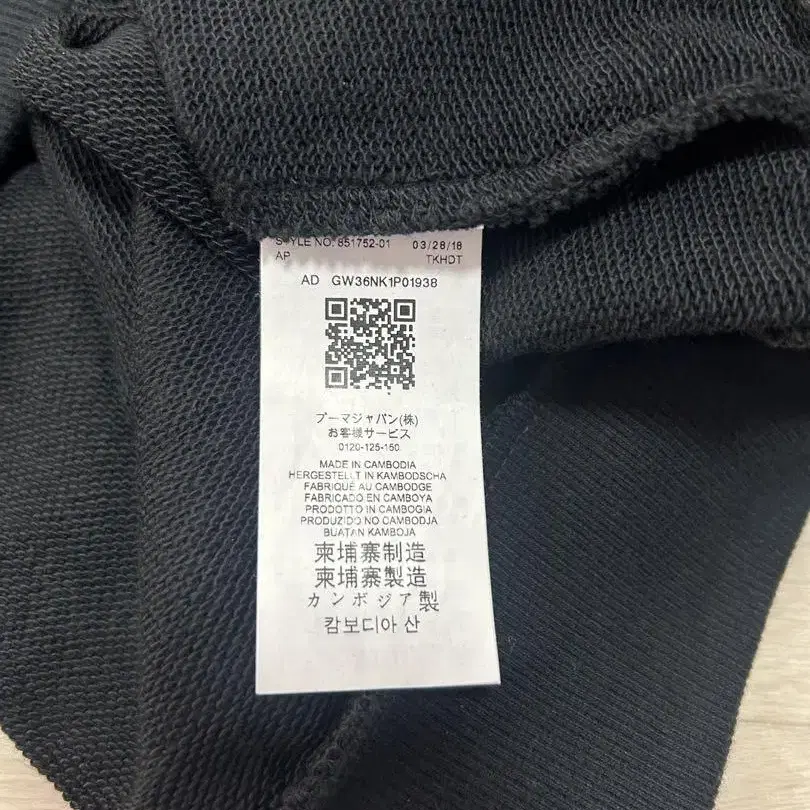 STYLE NO: 851752-01 03/28/18
AP TKHDT
AD GW36NK1P01938
プーマジャパン(株)
お客様サービス
0120-125-150
MADE IN CAMBODIA
HERGESTELLT IN KAMBODSCHA
FABRIQUÉ AU CAMBODGE
FABRICADO EN CAMBOYA
PRODOTTO IN CAMBOGIA
PRODUZIDO NO CAMBODJA
BUATAN KAMBOJA
柬埔寨制造
柬埔寨製造
カンボジア製
캄보디아 산